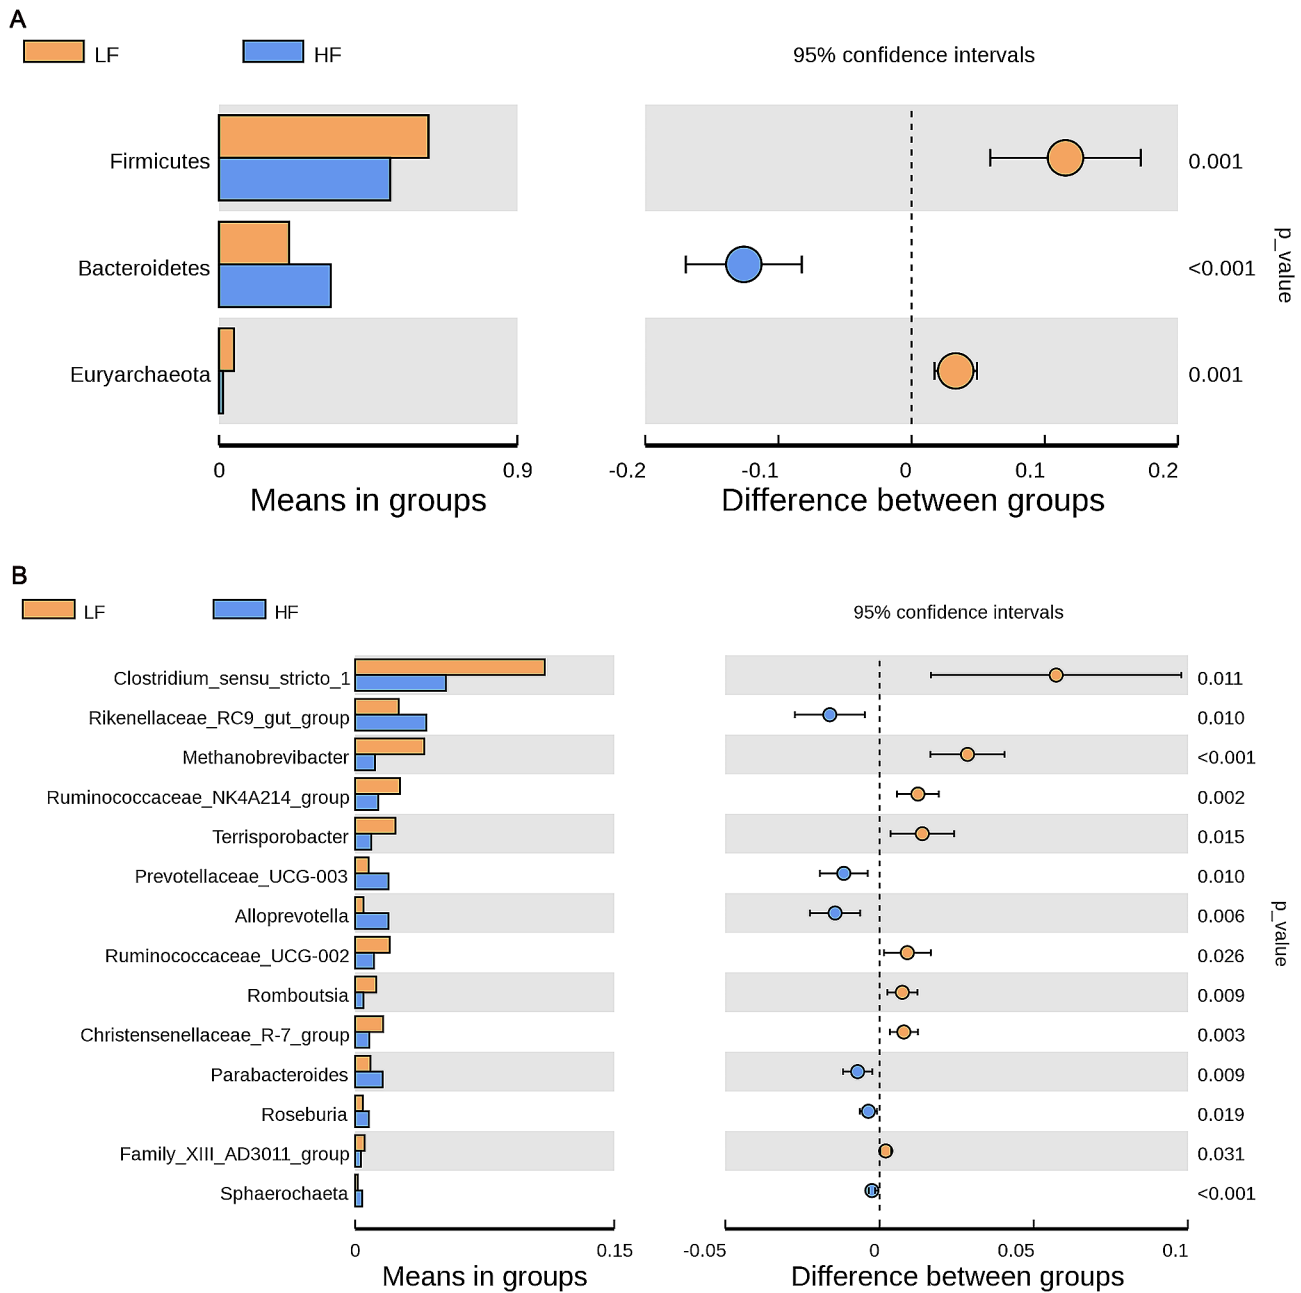 A
LF HF 95% confidence intervals
Firmicutes 0.001
Bacteroidetes <0.001
Euryarchaeota 0.001
p_value
0 0.9 -0.2 -0.1 0 0.1 0.2
Means in groups Difference between groups
B
LF HF 95% confidence intervals
Clostridium_sensu_stricto_1 0.011
Rikenellaceae_RC9_gut_group 0.010
Methanobrevibacter <0.001
Ruminococcaceae_NK4A214_group 0.002
Terrisporobacter 0.015
Prevotellaceae_UCG-003 0.010
Alloprevotella 0.006
Ruminococcaceae_UCG-002 0.026
Romboutsia 0.009
Christensenellaceae_R-7_group 0.003
Parabacteroides 0.009
Roseburia 0.019
Family_XIII_AD3011_group 0.031
Sphaerochaeta <0.001
p_value
0 0.15 -0.05 0 0.05 0.1
Means in groups Difference between groups